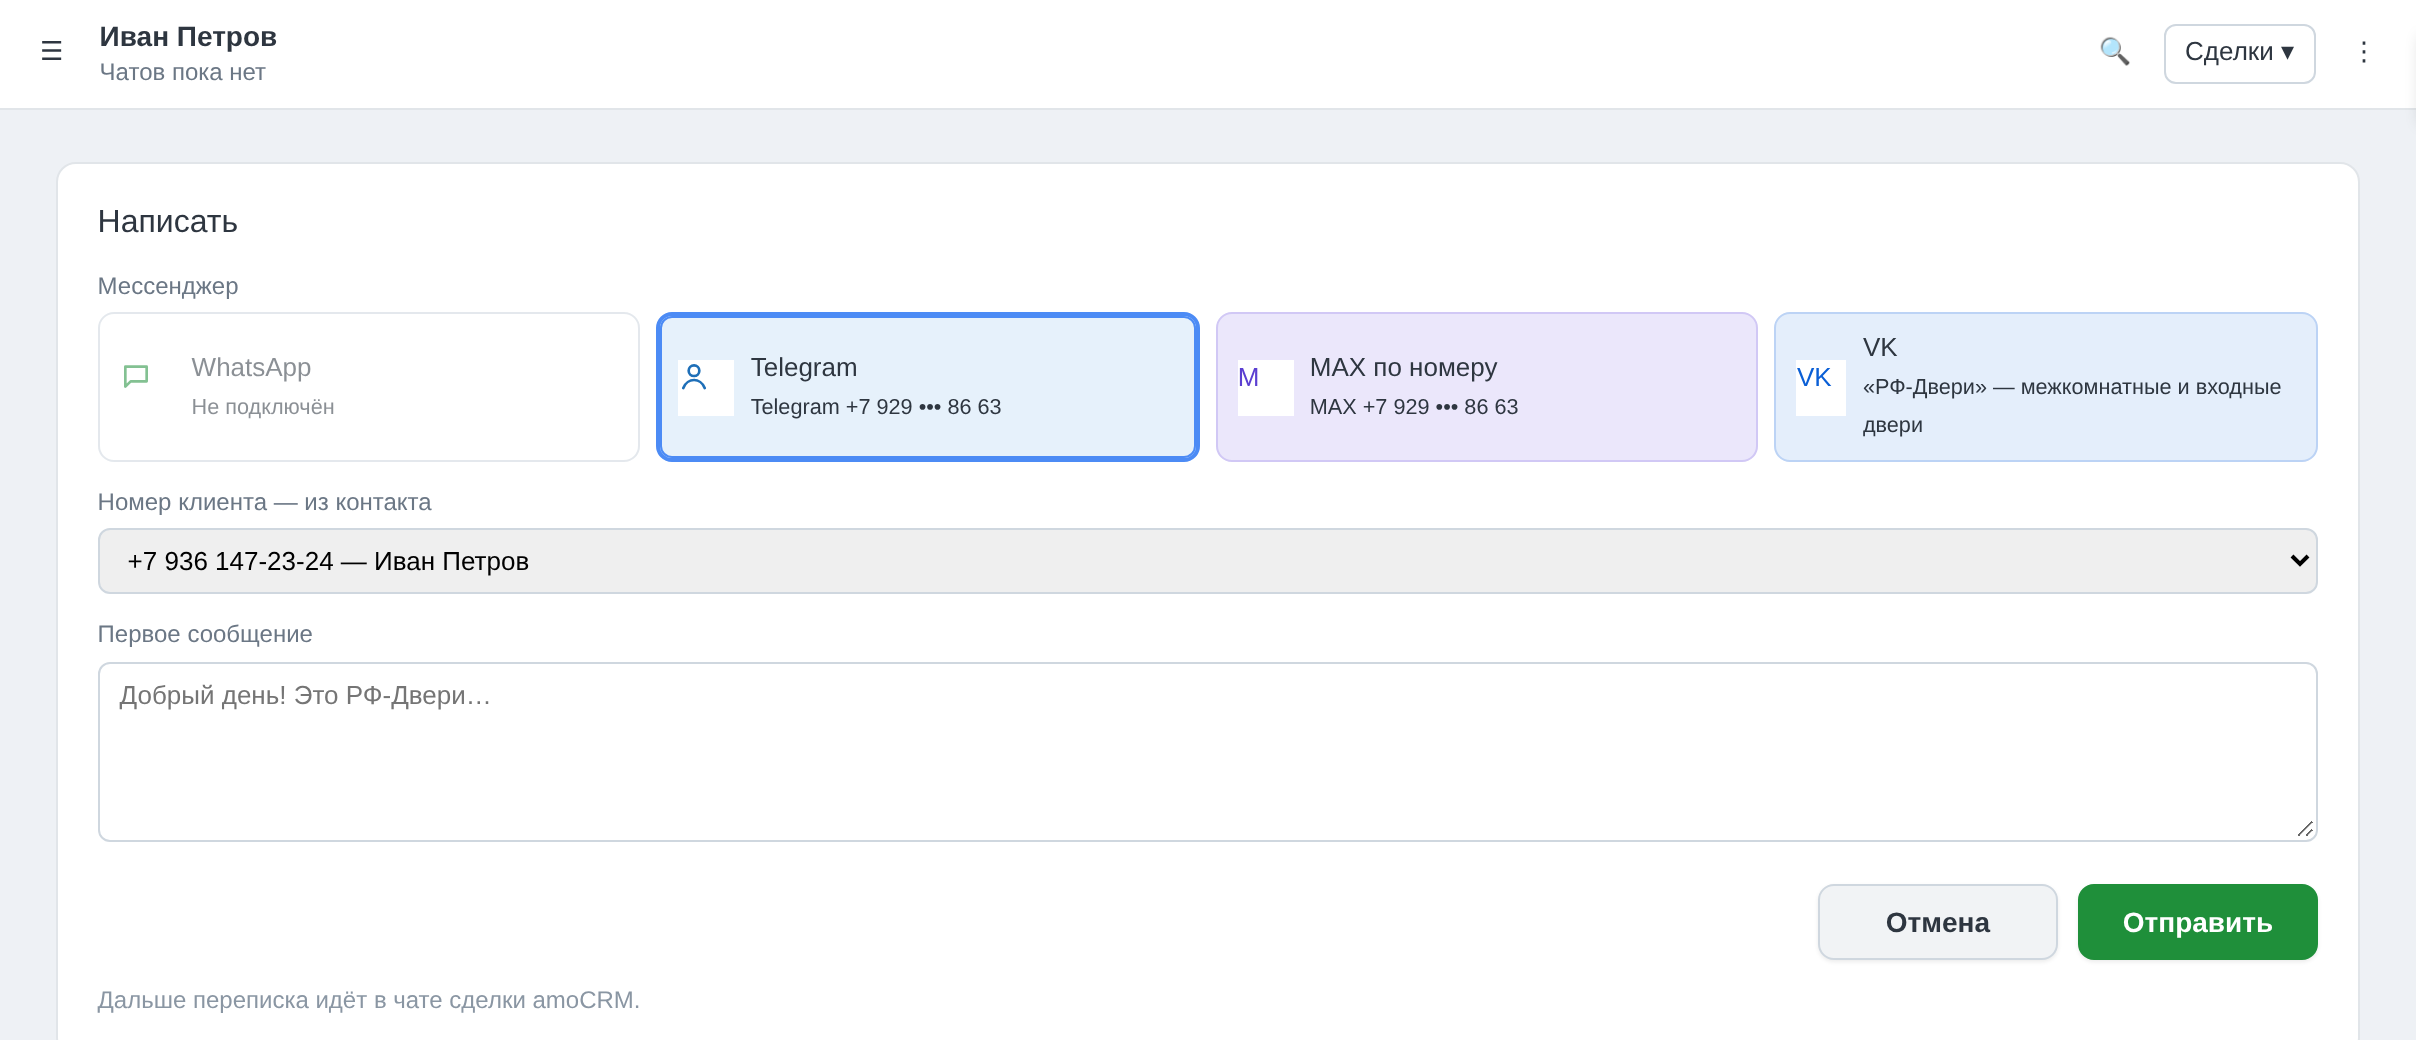 Иван Петров
Чатов пока нет
Сделки ▾
Написать
Мессенджер
WhatsApp
Не подключён
Telegram
Telegram +7 929 ••• 86 63
M
MAX по номеру
MAX +7 929 ••• 86 63
VK
VK
«РФ-Двери» — межкомнатные и входные
двери
Номер клиента — из контакта
+7 936 147-23-24 — Иван Петров
Первое сообщение
Добрый день! Это РФ-Двери…
Отмена
Отправить
Дальше переписка идёт в чате сделки amoCRM.